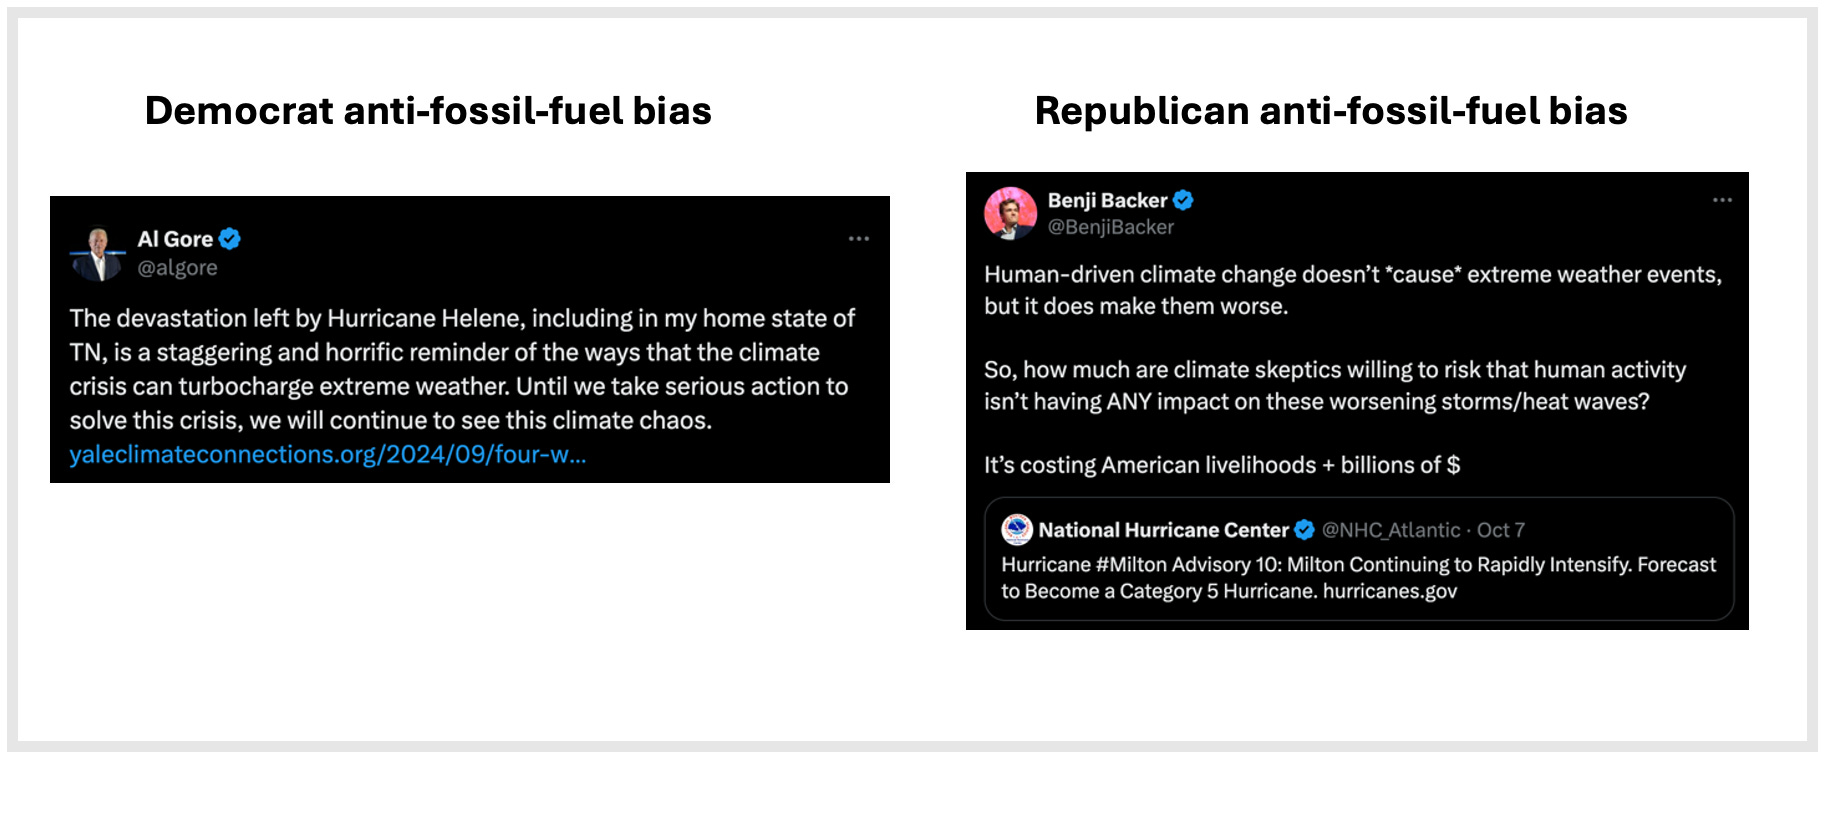 Democrat anti-fossil-fuel bias
Al Gore
@algore
The devastation left by Hurricane Helene, including in my home state of
TN, is a staggering and horrific reminder of the ways that the climate
crisis can turbocharge extreme weather. Until we take serious action to
solve this crisis, we will continue to see this climate chaos.
yaleclimateconnections.org/2024/09/four-w...
Republican anti-fossil-fuel bias
Benji Backer
@BenjiBacker
Human-driven climate change doesn’t *cause* extreme weather events,
but it does make them worse.
So, how much are climate skeptics willing to risk that human activity
isn’t having ANY impact on these worsening storms/heat waves?
It’s costing American livelihoods + billions of $
National Hurricane Center @NHC_Atlantic · Oct 7
Hurricane #Milton Advisory 10: Milton Continuing to Rapidly Intensify. Forecast
to Become a Category 5 Hurricane. hurricanes.gov